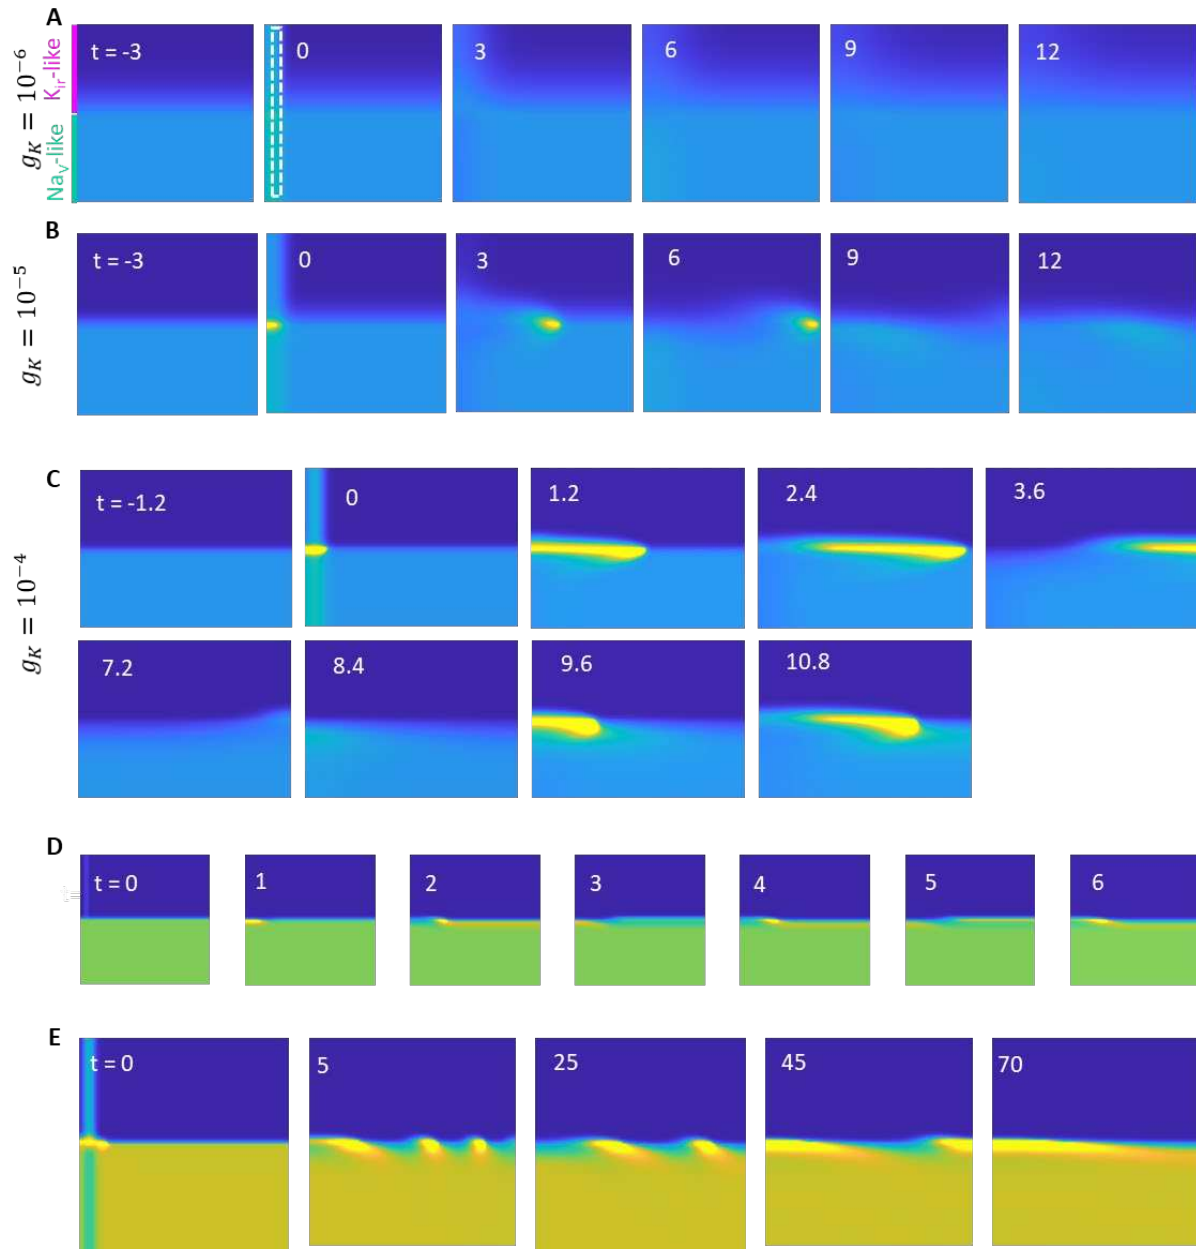 A
t = -3 0 3 6 9 12
g_K = 10⁻⁶
K_ir-like
Na_V-like
B
t = -3 0 3 6 9 12
g_K = 10⁻⁵
C
t = -1.2 0 1.2 2.4 3.6
g_K = 10⁻⁴
7.2 8.4 9.6 10.8
D
t = 0 1 2 3 4 5 6
t=
E
t = 0 5 25 45 70